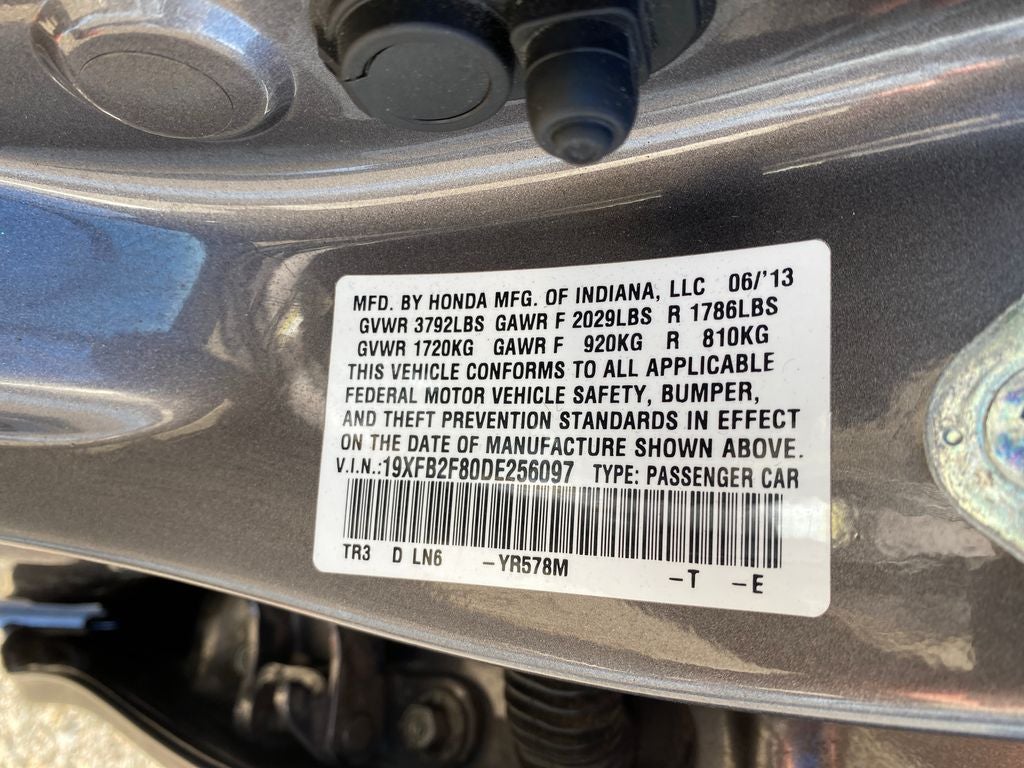 MFD. BY HONDA MFG. OF INDIANA, LLC 06/'13
GVWR 3792LBS GAWR F 2029LBS R 1786LBS
GVWR 1720KG GAWR F 920KG R 810KG
THIS VEHICLE CONFORMS TO ALL APPLICABLE
FEDERAL MOTOR VEHICLE SAFETY, BUMPER,
AND THEFT PREVENTION STANDARDS IN EFFECT
ON THE DATE OF MANUFACTURE SHOWN ABOVE.
V.I.N.:19XFB2F80DE256097 TYPE: PASSENGER CAR
TR3 D LN6 -YR578M -T -E